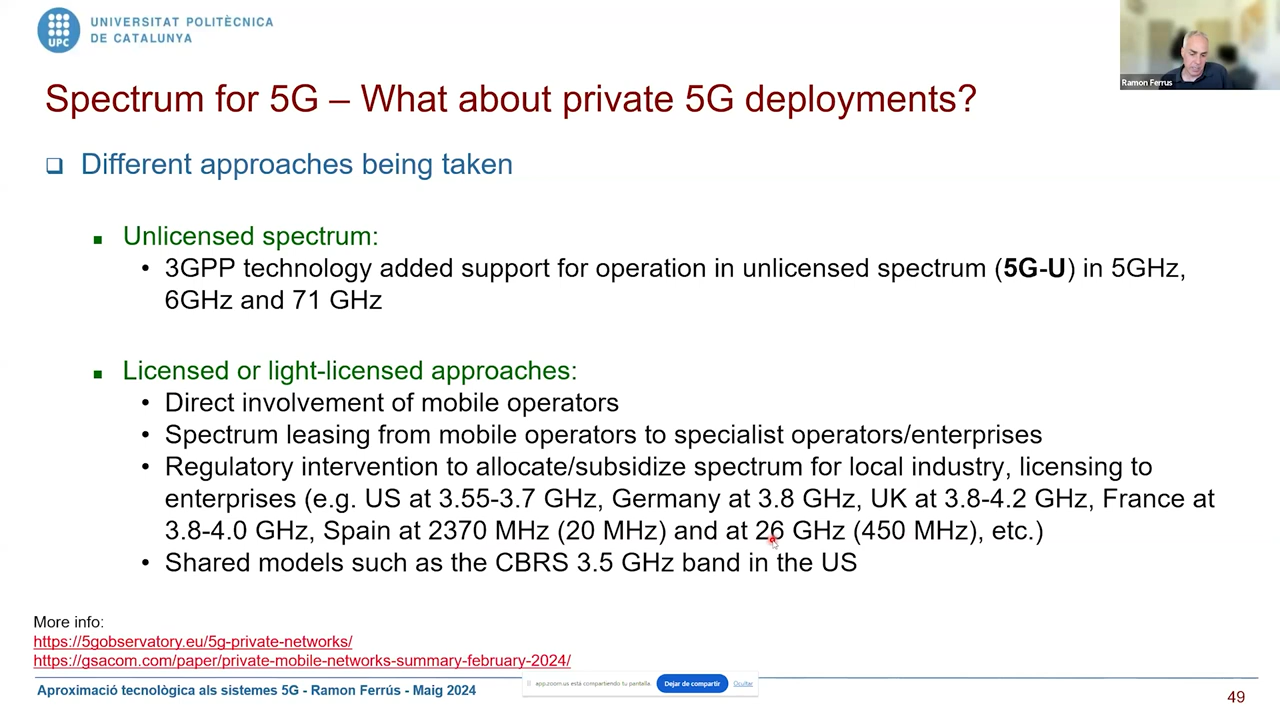 UNIVERSITAT POLITÈCNICA
DE CATALUNYA
UPC
Ramon Ferrus
Spectrum for 5G – What about private 5G deployments?
Different approaches being taken
Unlicensed spectrum:
• 3GPP technology added support for operation in unlicensed spectrum (5G-U) in 5GHz,
6GHz and 71 GHz
Licensed or light-licensed approaches:
• Direct involvement of mobile operators
• Spectrum leasing from mobile operators to specialist operators/enterprises
• Regulatory intervention to allocate/subsidize spectrum for local industry, licensing to
enterprises (e.g. US at 3.55-3.7 GHz, Germany at 3.8 GHz, UK at 3.8-4.2 GHz, France at
3.8-4.0 GHz, Spain at 2370 MHz (20 MHz) and at 26 GHz (450 MHz), etc.)
• Shared models such as the CBRS 3.5 GHz band in the US
More info:
https://5gobservatory.eu/5g-private-networks/
https://gsacom.com/paper/private-mobile-networks-summary-february-2024/
Aproximació tecnològica als sistemes 5G - Ramon Ferrús - Maig 2024
app.zoom.us está compartiendo tu pantalla.
Dejar de compartir
Ocultar
49